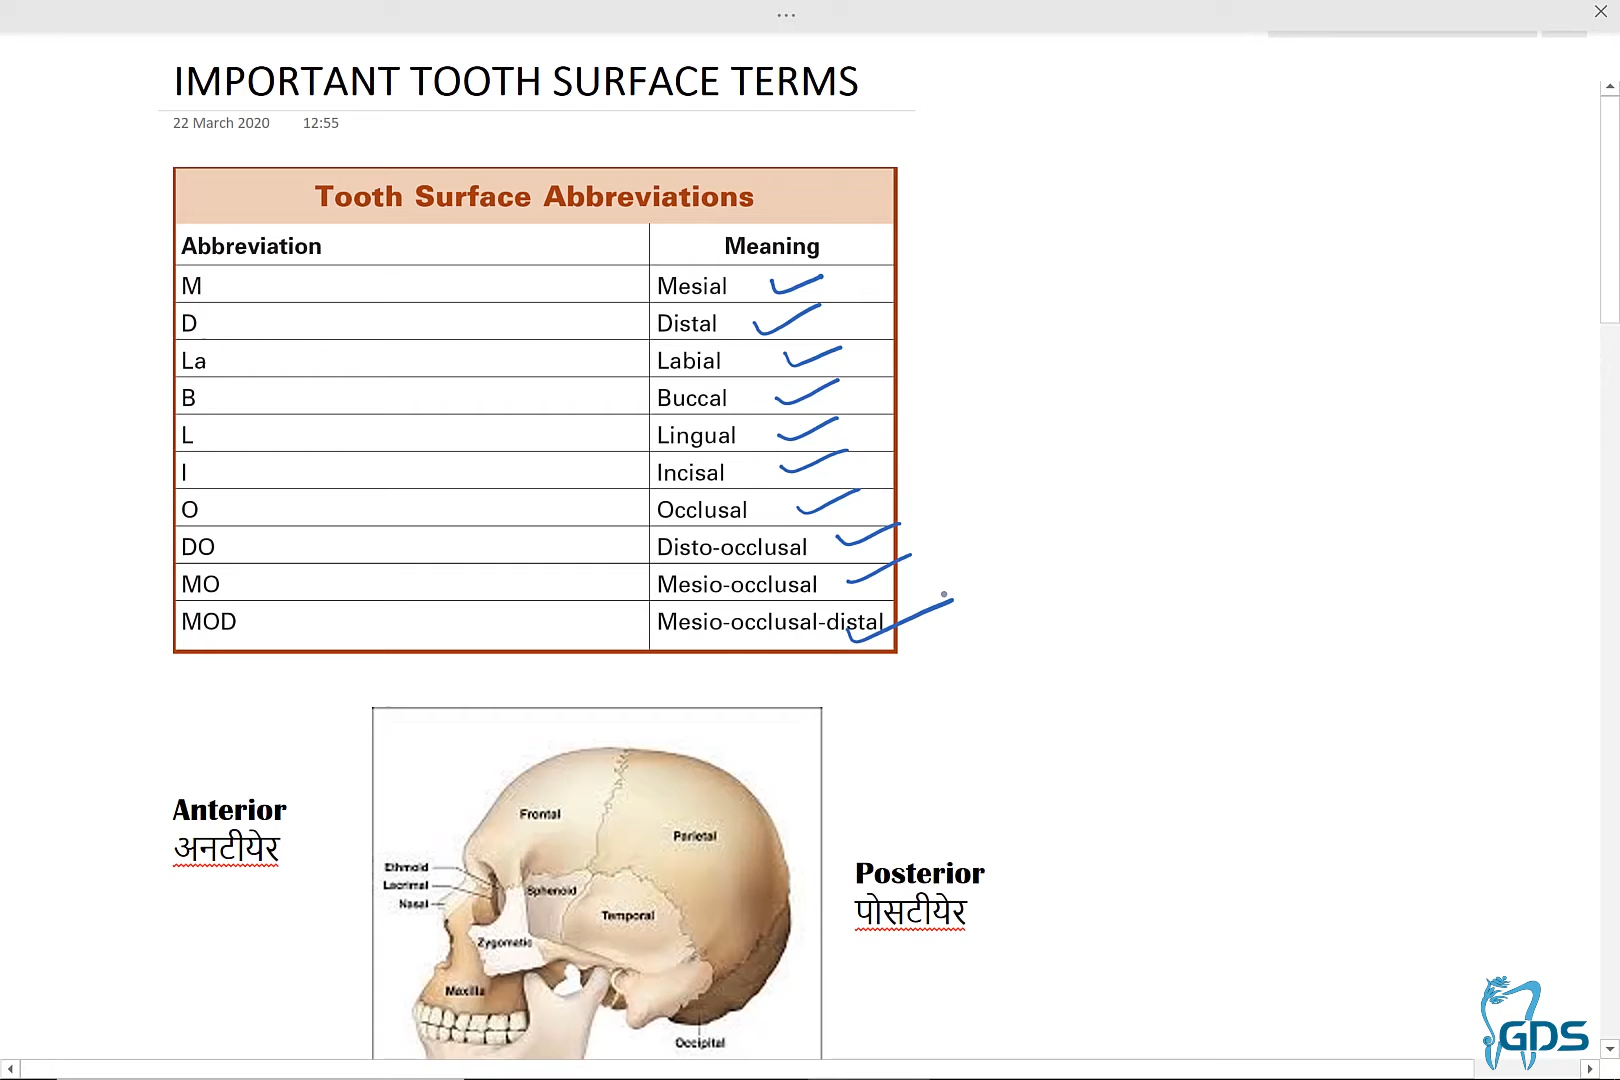 IMPORTANT TOOTH SURFACE TERMS
22 March 2020 12:55
Tooth Surface Abbreviations
Abbreviation Meaning
M Mesial
D Distal
La Labial
B Buccal
L Lingual
I Incisal
O Occlusal
DO Disto-occlusal
MO Mesio-occlusal
MOD Mesio-occlusal-distal
Anterior
अनटीयेर
Frontal
Parietal
Ethmoid
Lacrimal
Nasal
Sphenoid
Temporal
Zygomatic
Maxilla
Occipital
Posterior
पोसटीयेर
GDS